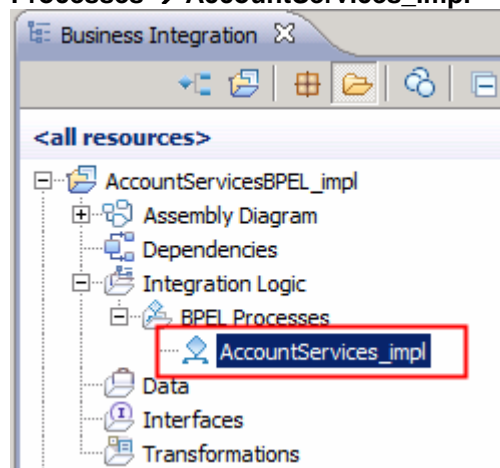 Processes → AccountServices_impl
Business Integration
<all resources>
AccountServicesBPEL_impl
Assembly Diagram
Dependencies
Integration Logic
BPEL Processes
AccountServices_impl
Data
Interfaces
Transformations